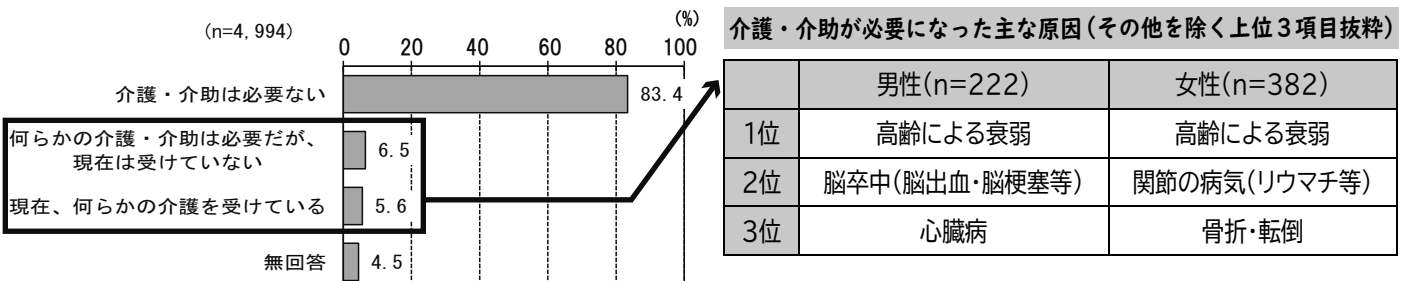 (n=4,994)
(%)
0 20 40 60 80 100
介護・介助は必要ない 83.4
何らかの介護・介助は必要だが、
現在は受けていない 6.5
現在、何らかの介護を受けている 5.6
無回答 4.5
介護・介助が必要になった主な原因(その他を除く上位3項目抜粋)
男性(n=222) 女性(n=382)
1位 高齢による衰弱 高齢による衰弱
2位 脳卒中(脳出血・脳梗塞等) 関節の病気(リウマチ等)
3位 心臓病 骨折・転倒